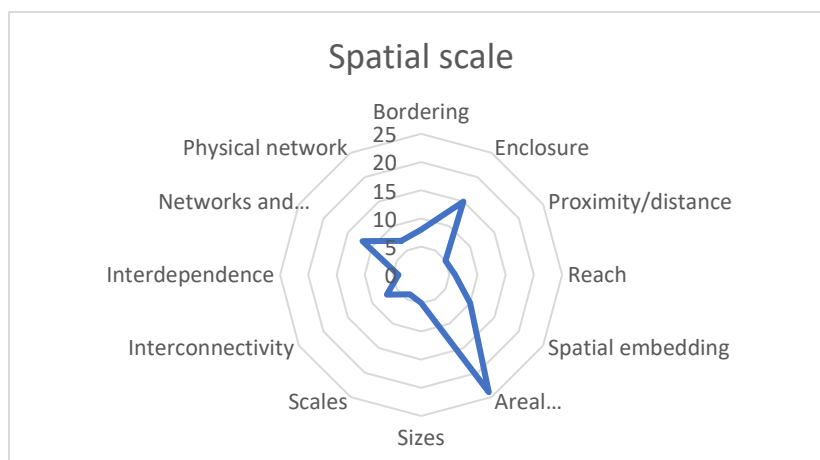 Spatial scale
Bordering
25
Physical network
Enclosure
20
Networks and...
15
Proximity/distance
10
5
Interdependence
0
Reach
Interconnectivity
Spatial embedding
Scales
Areal...
Sizes